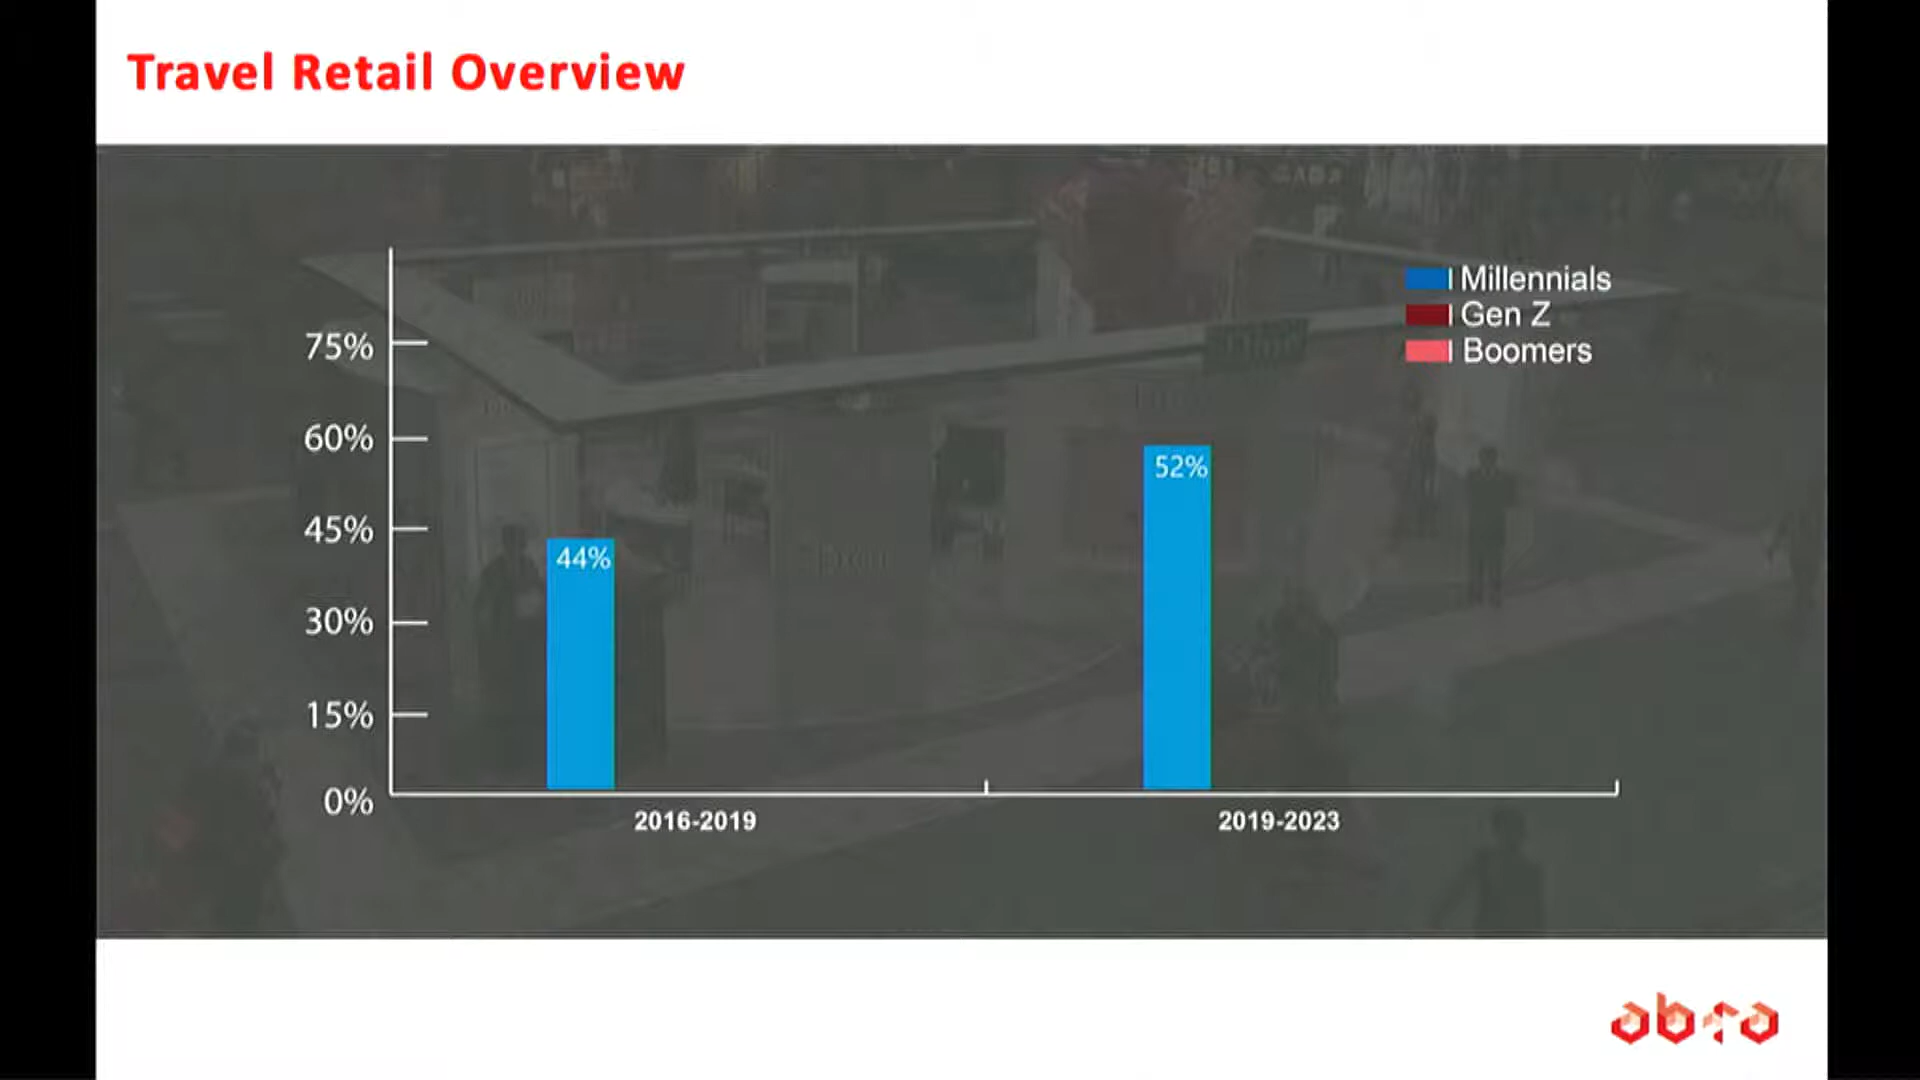 Travel Retail Overview
Millennials
Gen Z
Boomers
75%
60%
45%
30%
15%
0%
44%
52%
2016-2019
2019-2023
abra